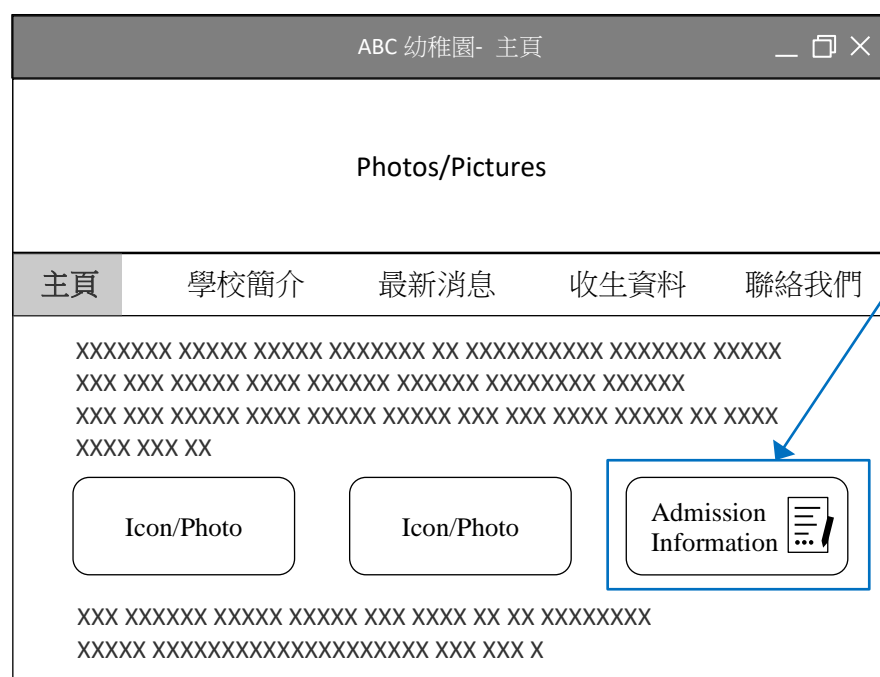 ABC 幼稚園- 主頁
Photos/Pictures
主頁 學校簡介 最新消息 收生資料 聯絡我們
XXXXXXX XXXXX XXXXX XXXXXXX XX XXXXXXXXXX XXXXXXX XXXXX
XXX XXX XXXXX XXXX XXXXXX XXXXXX XXXXXXXX XXXXXX
XXX XXX XXXXX XXXX XXXXX XXXXX XXX XXX XXXX XXXXX XX XXXX
XXXX XXX XX
Icon/Photo Icon/Photo Admission
Information
XXX XXXXXX XXXXX XXXXX XXX XXXX XX XX XXXXXXXX
XXXXX XXXXXXXXXXXXXXXXXXXXX XXX XXX X